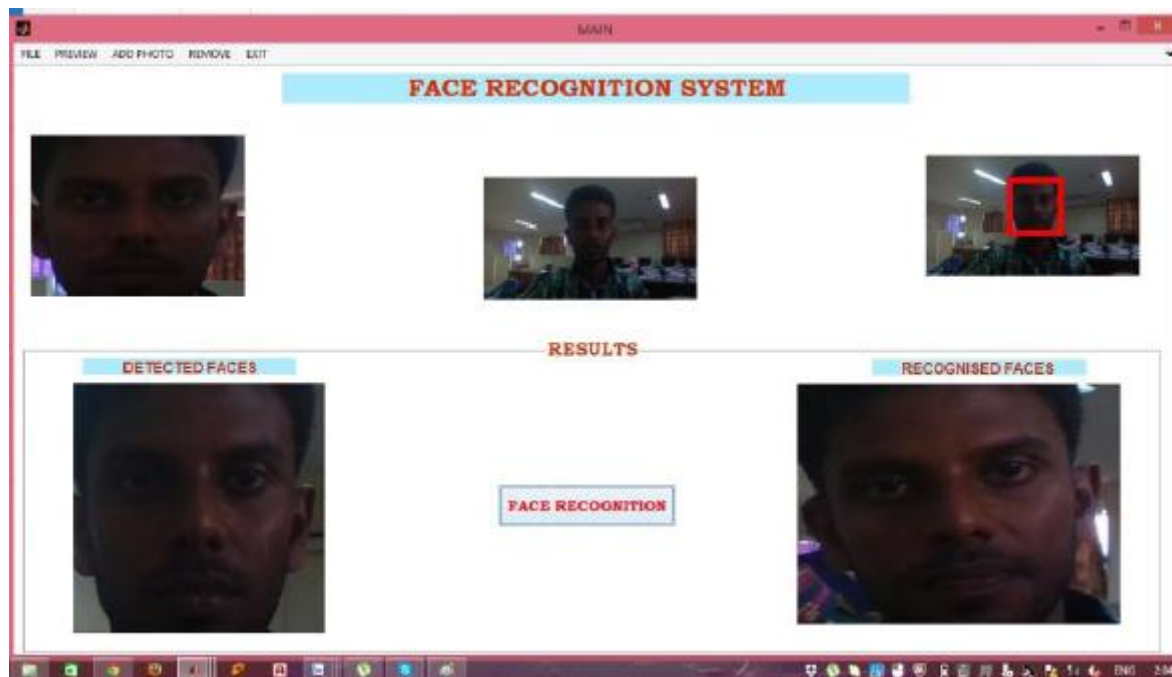 MAIN
FILE PREVIEW ADD PHOTO REMOVE EXIT
FACE RECOGNITION SYSTEM
RESULTS
DETECTED FACES
RECOGNISED FACES
FACE RECOGNITION
ENG